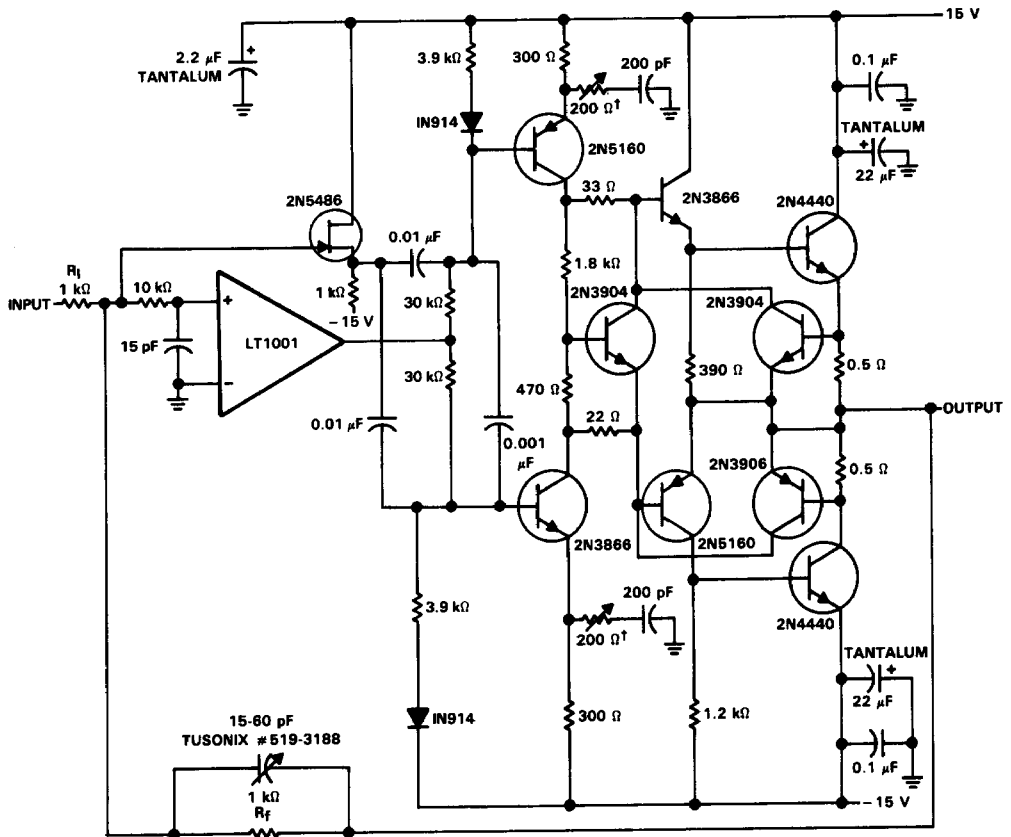 15 V
2.2 µF
TANTALUM
+
3.9 kΩ
300 Ω
200 pF
200 Ω†
0.1 µF
IN914
2N5160
TANTALUM
+
22 µF
33 Ω
2N3866
2N4440
2N5486
0.01 µF
1.8 kΩ
RI
1 kΩ
INPUT
10 kΩ
1 kΩ
-15 V
30 kΩ
2N3904
2N3904
+
15 pF
LT1001
−
30 kΩ
390 Ω
0.5 Ω
470 Ω
OUTPUT
0.01 µF
22 Ω
0.001
µF
2N3906
0.5 Ω
2N3866
2N5160
3.9 kΩ
200 pF
200 Ω†
2N4440
TANTALUM
+
22 µF
IN914
300 Ω
1.2 kΩ
0.1 µF
15-60 pF
TUSONIX #519-3188
1 kΩ
Rf
-15 V